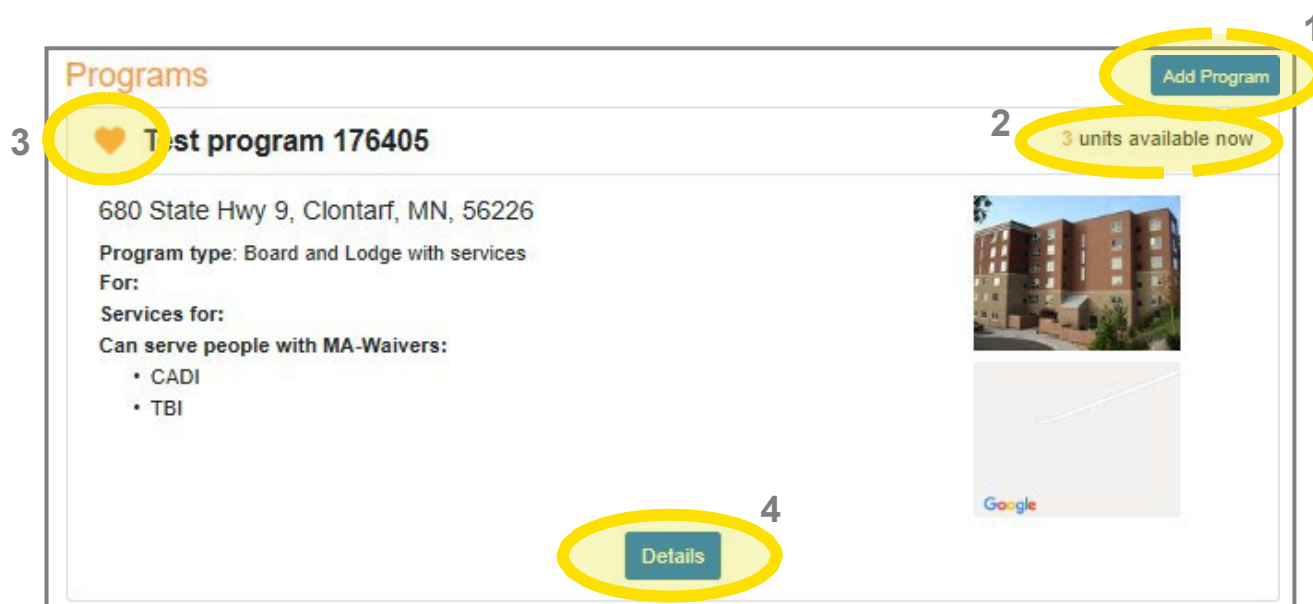 1
Programs
Add Program
3
Test program 176405
2
3 units available now
680 State Hwy 9, Clontarf, MN, 56226
Program type: Board and Lodge with services
For:
Services for:
Can serve people with MA-Waivers:
• CADI
• TBI
Google
4
Details